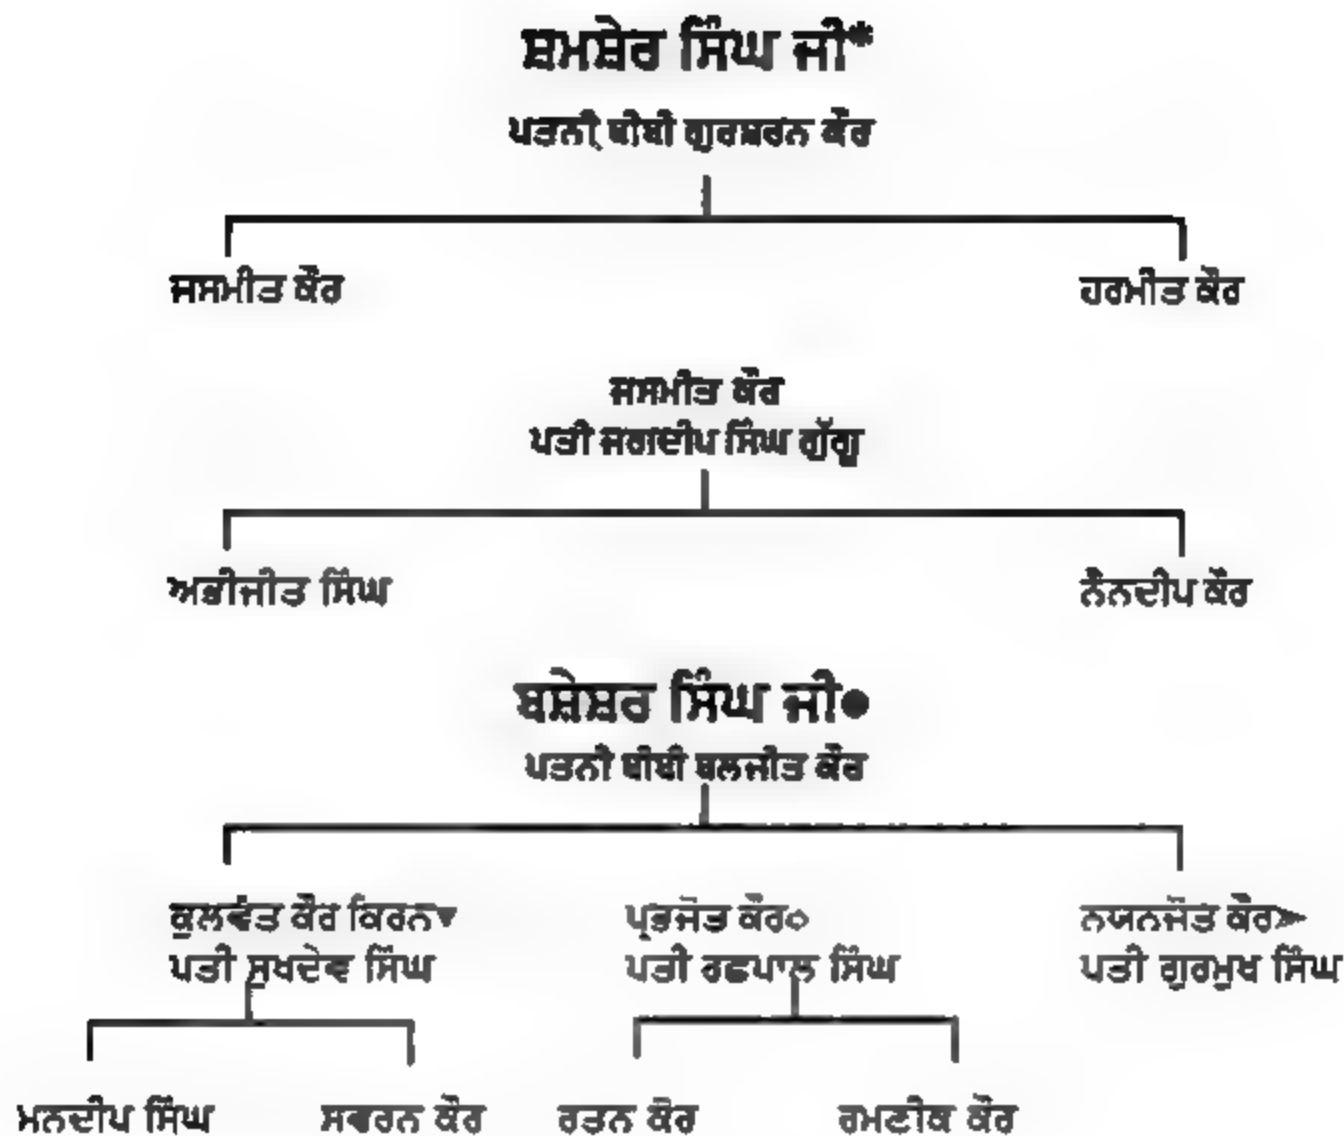 ਸ਼ਮਸ਼ੇਰ ਸਿੰਘ ਜੀ*
ਪਤਨੀ ਬੀਬੀ ਗੁਰਸ਼ਰਨ ਕੌਰ
ਜਸਮੀਤ ਕੌਰ ਹਰਮੀਤ ਕੌਰ
ਜਸਮੀਤ ਕੌਰ
ਪਤੀ ਜਗਦੀਪ ਸਿੰਘ ਗੁੱਗੂ
ਅਭੀਜੀਤ ਸਿੰਘ ਨੈਨਦੀਪ ਕੌਰ
ਬਸ਼ੇਸ਼ਰ ਸਿੰਘ ਜੀ●
ਪਤਨੀ ਬੀਬੀ ਬਲਜੀਤ ਕੌਰ
ਕੁਲਵੰਤ ਕੌਰ ਕਿਰਨ▾ ਪ੍ਰਭਜੋਤ ਕੌਰ◇ ਨਯਨਜੋਤ ਕੌਰ➤
ਪਤੀ ਸੁਖਦੇਵ ਸਿੰਘ ਪਤੀ ਰਛਪਾਲ ਸਿੰਘ ਪਤੀ ਗੁਰਮੁਖ ਸਿੰਘ
ਮਨਦੀਪ ਸਿੰਘ ਸਵਰਨ ਕੌਰ ਰਤਨ ਕੌਰ ਰਮਣੀਕ ਕੌਰ